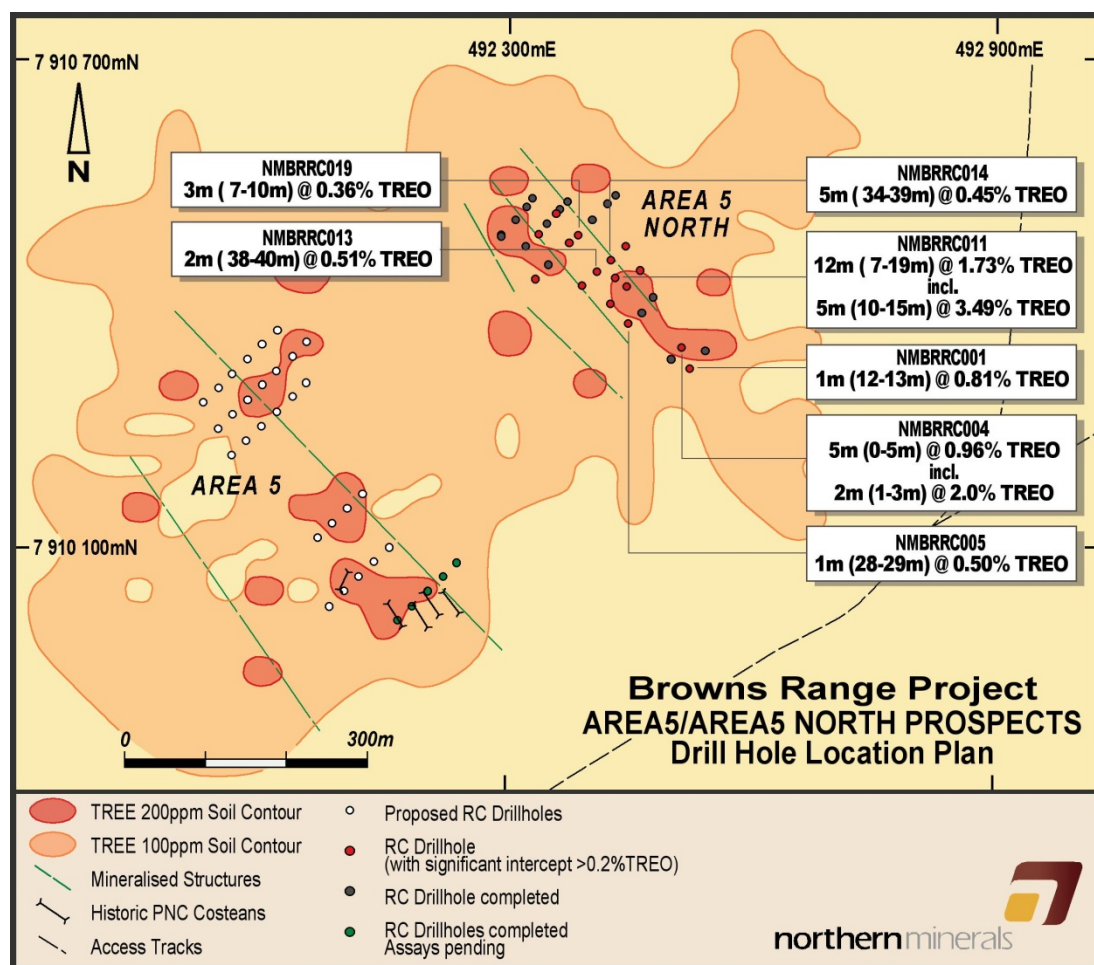 492 300mE
492 900mE
7 910 700mN
N
NMBRRC019
3m ( 7-10m) @ 0.36% TREO
NMBRRC013
2m ( 38-40m) @ 0.51% TREO
AREA 5
NORTH
NMBRRC014
5m ( 34-39m) @ 0.45% TREO
NMBRRC011
12m ( 7-19m) @ 1.73% TREO
incl.
5m (10-15m) @ 3.49% TREO
NMBRRC001
1m (12-13m) @ 0.81% TREO
NMBRRC004
5m (0-5m) @ 0.96% TREO
incl.
2m (1-3m) @ 2.0% TREO
NMBRRC005
1m (28-29m) @ 0.50% TREO
AREA 5
7 910 100mN
0
300m
Browns Range Project
AREA5/AREA5 NORTH PROSPECTS
Drill Hole Location Plan
TREE 200ppm Soil Contour
TREE 100ppm Soil Contour
Mineralised Structures
Historic PNC Costeans
Access Tracks
Proposed RC Drillholes
RC Drillhole
(with significant intercept >0.2%TREO)
RC Drillhole completed
RC Drillholes completed
Assays pending
northernminerals